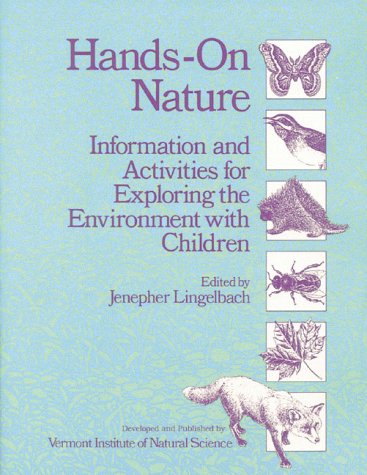 Hands-On
Nature
Information and
Activities for
Exploring the
Environment with
Children
Edited by
Jenepher Lingelbach
Developed and Published by
Vermont Institute of Natural Science